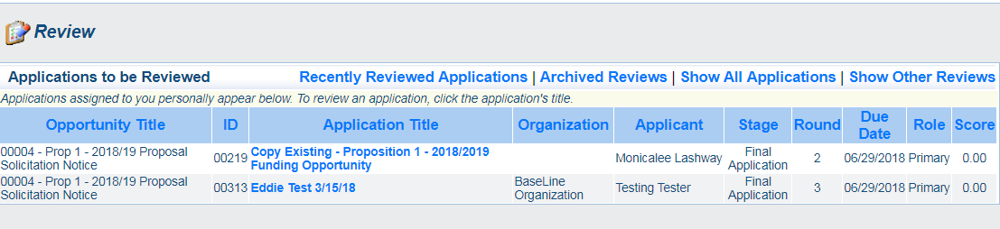 Review
Applications to be Reviewed Recently Reviewed Applications | Archived Reviews | Show All Applications | Show Other Reviews
Applications assigned to you personally appear below. To review an application, click the application's title.
Opportunity Title ID Application Title Organization Applicant Stage Round Due Date Role Score
00004 - Prop 1 - 2018/19 Proposal Solicitation Notice 00219 Copy Existing - Proposition 1 - 2018/2019 Funding Opportunity Monicalee Lashway Final Application 2 06/29/2018 Primary 0.00
00004 - Prop 1 - 2018/19 Proposal Solicitation Notice 00313 Eddie Test 3/15/18 BaseLine Organization Testing Tester Final Application 3 06/29/2018 Primary 0.00